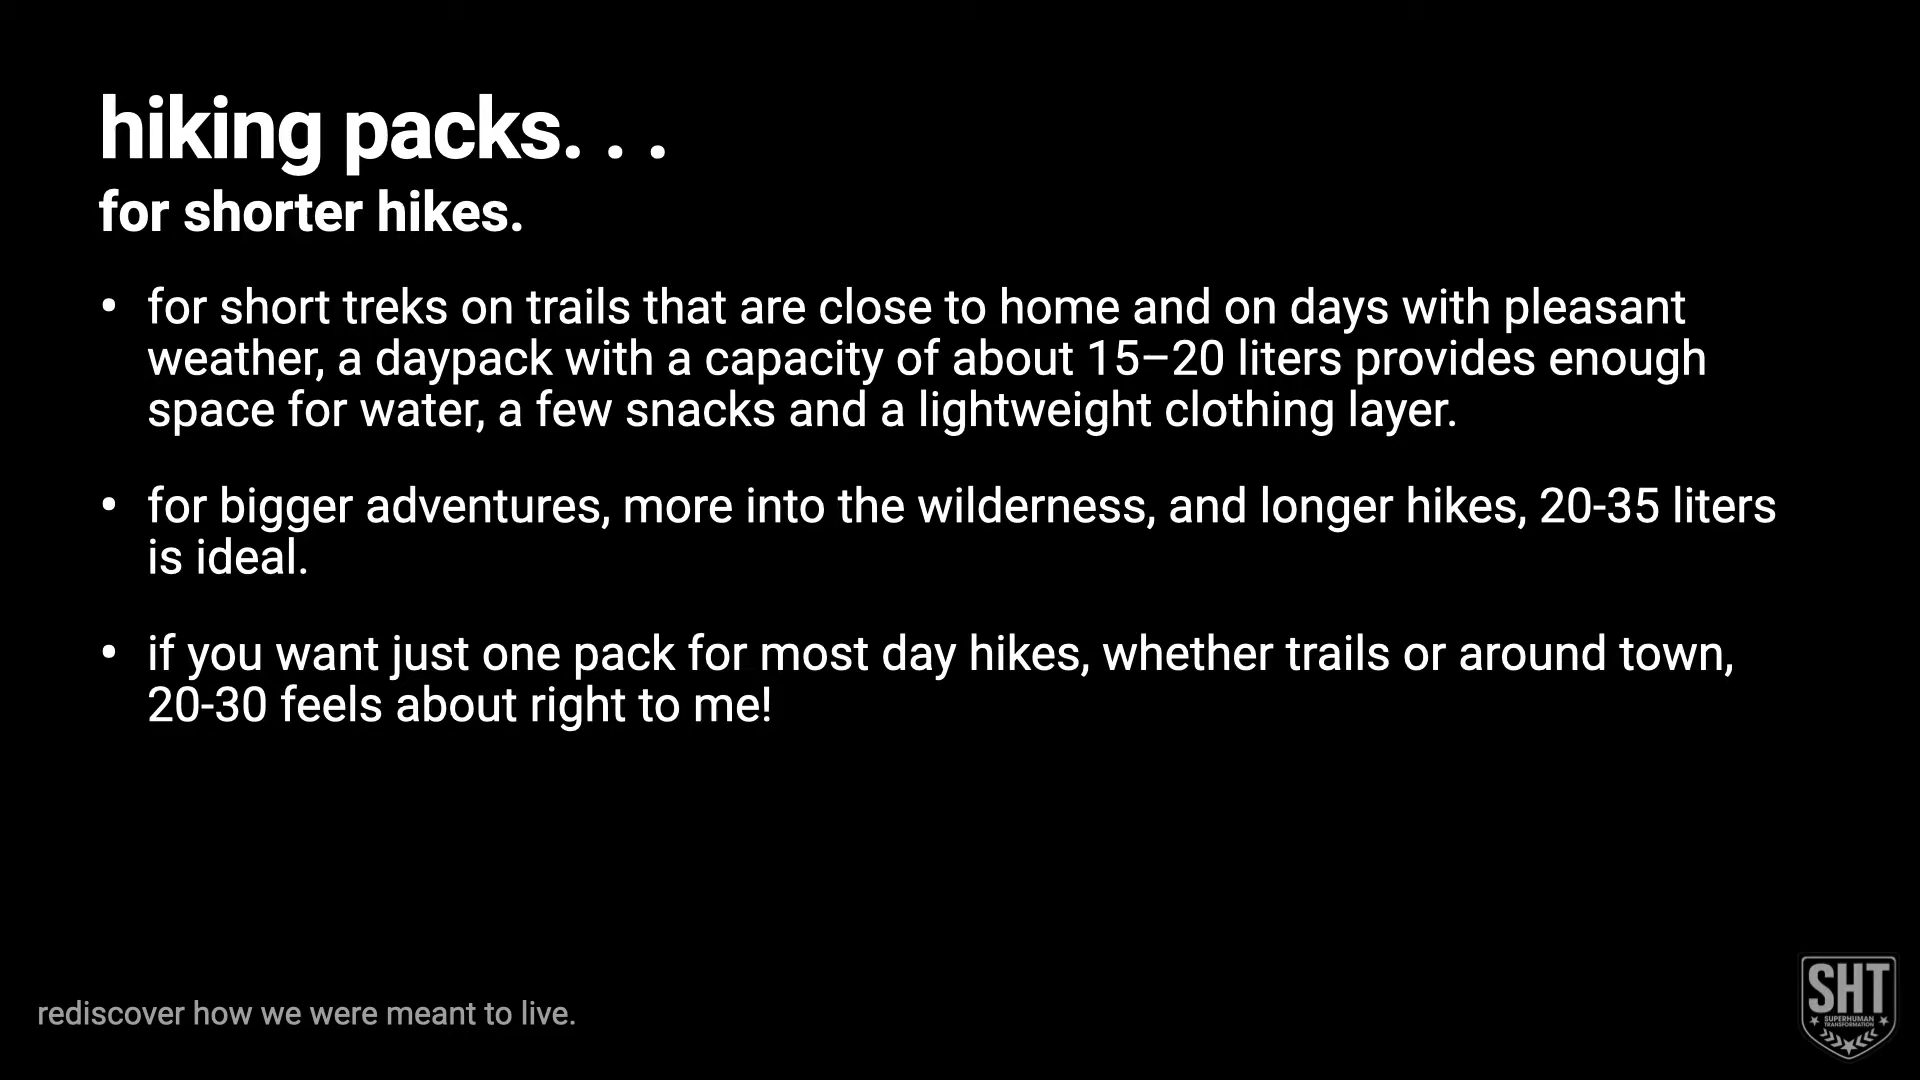 hiking packs. . .
for shorter hikes.
• for short treks on trails that are close to home and on days with pleasant
weather, a daypack with a capacity of about 15–20 liters provides enough
space for water, a few snacks and a lightweight clothing layer.
• for bigger adventures, more into the wilderness, and longer hikes, 20-35 liters
is ideal.
• if you want just one pack for most day hikes, whether trails or around town,
20-30 feels about right to me!
rediscover how we were meant to live.
SHT
SUPERHUMAN
TRANSFORMATION